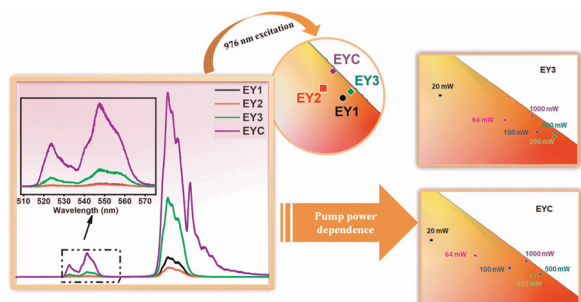 976 nm excitation
EY1
EY2
EY3
EYC
510 520 530 540 550 560 570
Wavelength (nm)
EYC
EY3
EY2
EY1
Pump power
dependence
EY3
20 mW
64 mW
1000 mW
100 mW
200 mW
EYC
20 mW
64 mW
1000 mW
100 mW
500 mW
200 mW